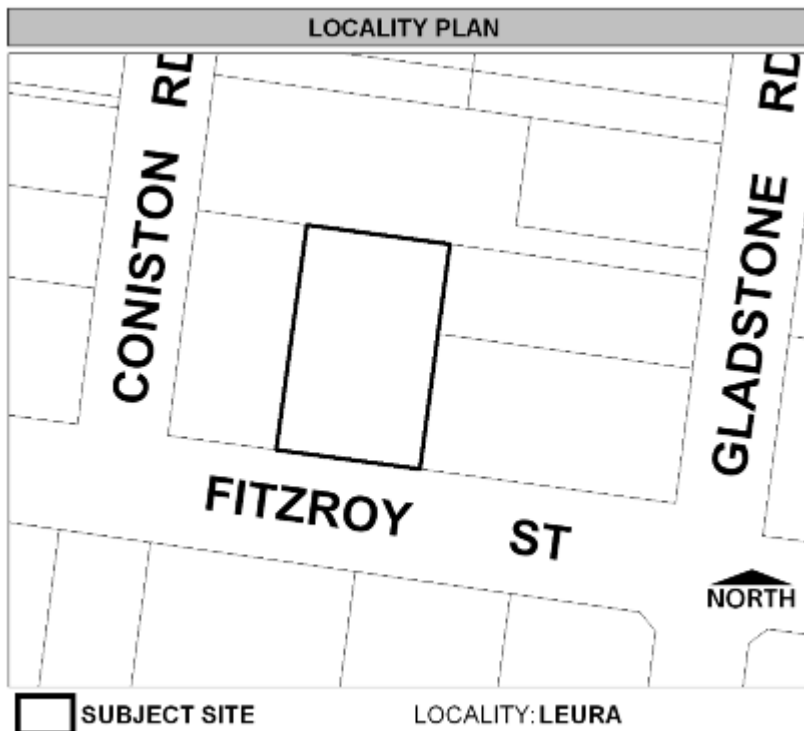 LOCALITY PLAN
CONISTON RD
GLADSTONE RD
FITZROY ST
NORTH
SUBJECT SITE
LOCALITY: LEURA